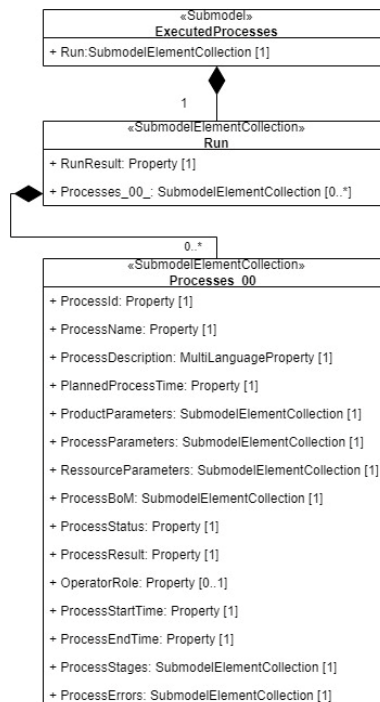 «Submodel»
ExecutedProcesses
+ Run:SubmodelElementCollection [1]
1
«SubmodelElementCollection»
Run
+ RunResult: Property [1]
+ Processes_00_: SubmodelElementCollection [0..*]
0..*
«SubmodelElementCollection»
Processes_00
+ ProcessId: Property [1]
+ ProcessName: Property [1]
+ ProcessDescription: MultiLanguageProperty [1]
+ PlannedProcessTime: Property [1]
+ ProductParameters: SubmodelElementCollection [1]
+ ProcessParameters: SubmodelElementCollection [1]
+ RessourceParameters: SubmodelElementCollection [1]
+ ProcessBoM: SubmodelElementCollection [1]
+ ProcessStatus: Property [1]
+ ProcessResult: Property [1]
+ OperatorRole: Property [0..1]
+ ProcessStartTime: Property [1]
+ ProcessEndTime: Property [1]
+ ProcessStages: SubmodelElementCollection [1]
+ ProcessErrors: SubmodelElementCollection [1]